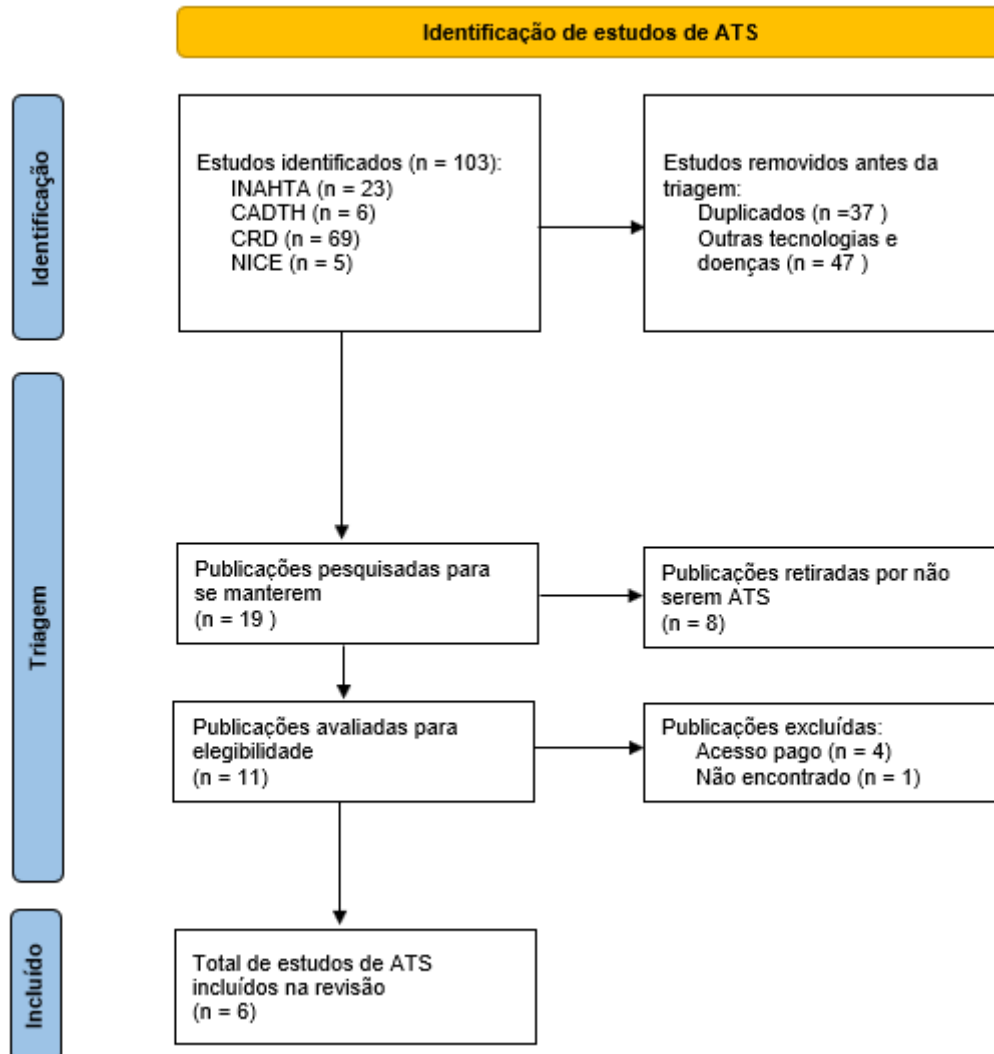 Identificação de estudos de ATS
Identificação
Estudos identificados (n = 103):
INAHTA (n = 23)
CADTH (n = 6)
CRD (n = 69)
NICE (n = 5)
Estudos removidos antes da
triagem:
Duplicados (n =37 )
Outras tecnologias e
doenças (n = 47 )
Triagem
Publicações pesquisadas para
se manterem
(n = 19 )
Publicações retiradas por não
serem ATS
(n = 8)
Publicações avaliadas para
elegibilidade
(n = 11)
Publicações excluídas:
Acesso pago (n = 4)
Não encontrado (n = 1)
Incluído
Total de estudos de ATS
incluídos na revisão
(n = 6)